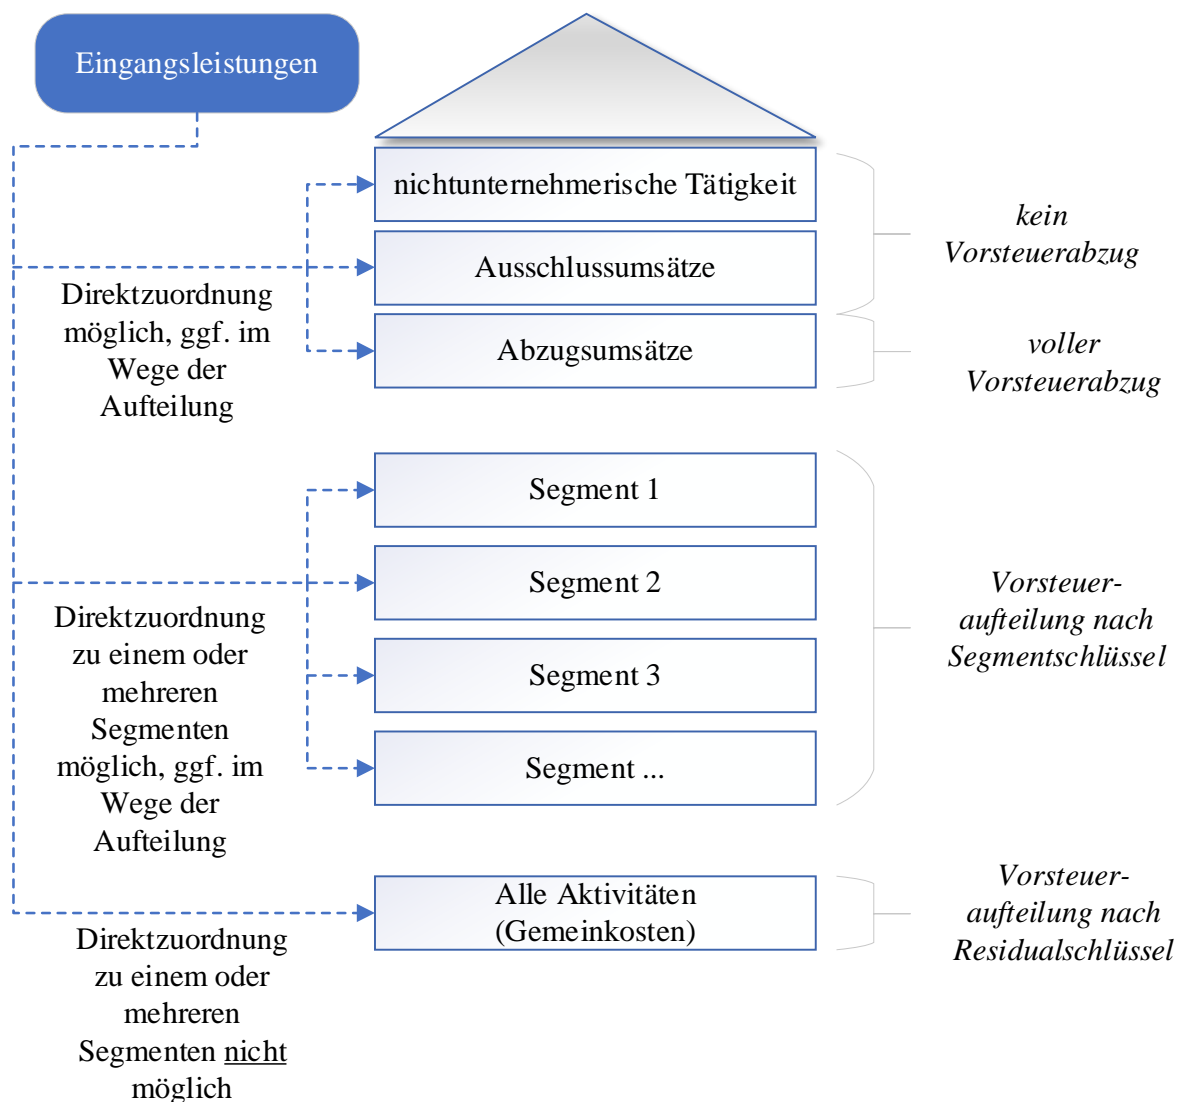 Eingangsleistungen
nichtunternehmerische Tätigkeit
Ausschlussumsätze
Abzugsumsätze
kein
Vorsteuerabzug
voller
Vorsteuerabzug
Direktzuordnung
möglich, ggf. im
Wege der
Aufteilung
Segment 1
Segment 2
Segment 3
Segment ...
Vorsteuer-
aufteilung nach
Segmentschlüssel
Direktzuordnung
zu einem oder
mehreren
Segmenten
möglich, ggf. im
Wege der
Aufteilung
Alle Aktivitäten
(Gemeinkosten)
Vorsteuer-
aufteilung nach
Residualschlüssel
Direktzuordnung
zu einem oder
mehreren
Segmenten nicht
möglich